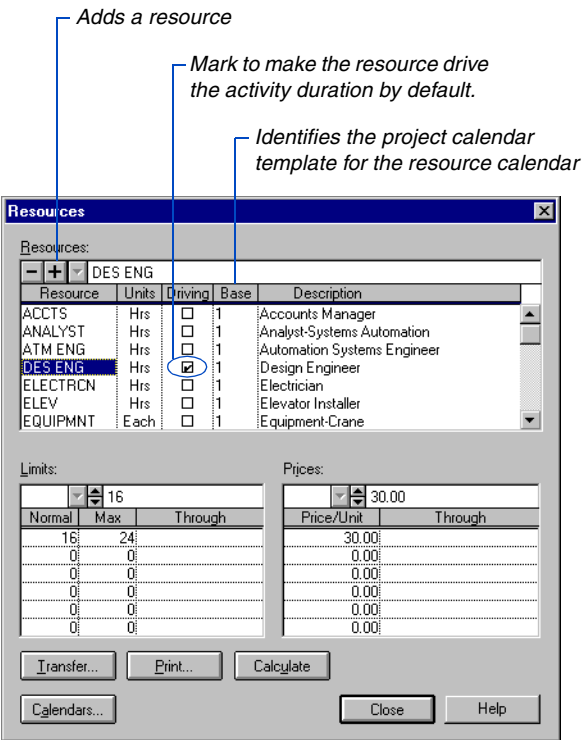 Adds a resource
Mark to make the resource drive
the activity duration by default.
Identifies the project calendar
template for the resource calendar
Resources
Resources:
DES ENG
Resource Units Driving Base Description
ACCTS Hrs 1 Accounts Manager
ANALYST Hrs 1 Analyst-Systems Automation
ATM ENG Hrs 1 Automation Systems Engineer
DES ENG Hrs 1 Design Engineer
ELECTRCN Hrs 1 Electrician
ELEV Hrs 1 Elevator Installer
EQUIPMNT Each 1 Equipment-Crane
Limits:
16
Normal Max Through
16 24
0 0
0 0
0 0
0 0
0 0
Prices:
30.00
Price/Unit Through
30.00
0.00
0.00
0.00
0.00
0.00
Transfer... Print... Calculate
Calendars... Close Help